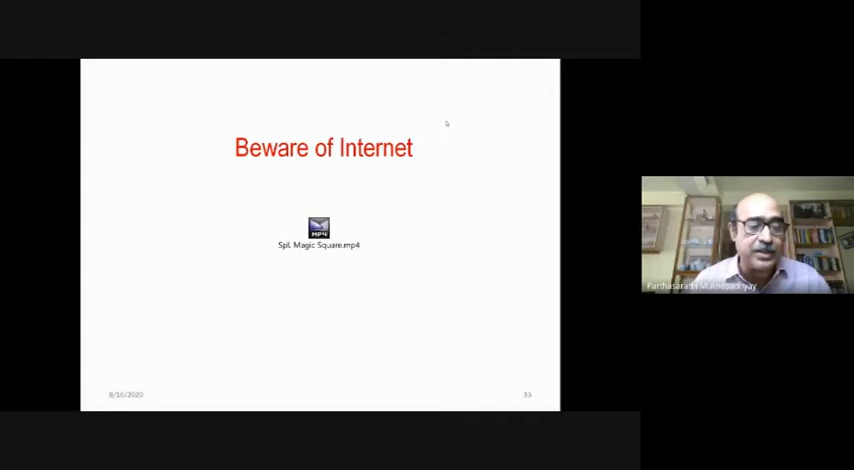 Beware of Internet
MP4
Spl. Magic Square.mp4
8/16/2020
33
Parthasarathi Mukhopadhyay